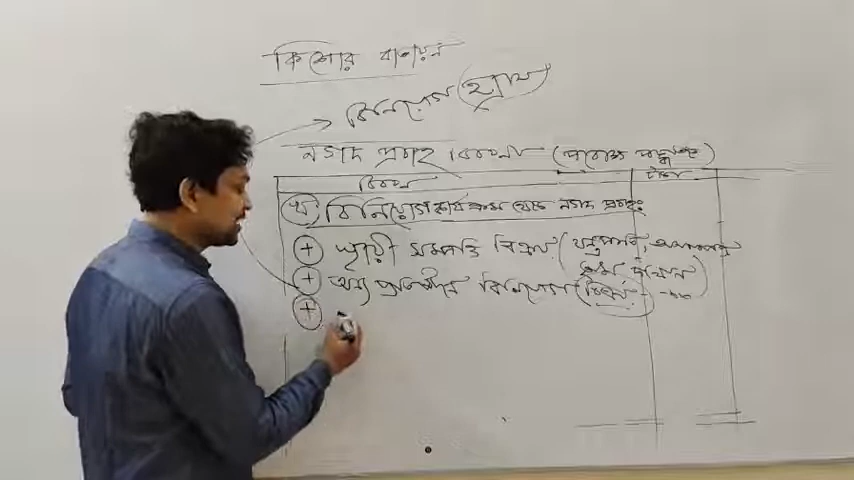 কিশোর বাতায়ন
বিনিয়োগ হ্রাস
নগদ প্রবাহ বিবরণী (পরোক্ষ পদ্ধতি)
বিবরণ টাকা
খ) বিনিয়োগ কার্যক্রম থেকে নগদ প্রবাহ:
+ স্থায়ী সম্পত্তি বিক্রয় (যন্ত্রপাতি, আসবাবপত্র
+ অন্য প্রতিষ্ঠানে বিনিয়োগ (বিক্রয়)
+